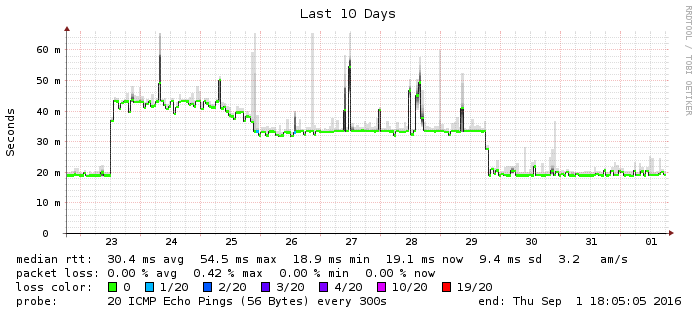 Last 10 Days
RRDTOOL / TOBI OETIKER
Seconds
60 m
50 m
40 m
30 m
20 m
10 m
0
23 24 25 26 27 28 29 30 31 01
median rtt: 30.4 ms avg 54.5 ms max 18.9 ms min 19.1 ms now 9.4 ms sd 3.2 am/s
packet loss: 0.00 % avg 0.42 % max 0.00 % min 0.00 % now
loss color: 0 1/20 2/20 3/20 4/20 10/20 19/20
probe: 20 ICMP Echo Pings (56 Bytes) every 300s end: Thu Sep 1 18:05:05 2016